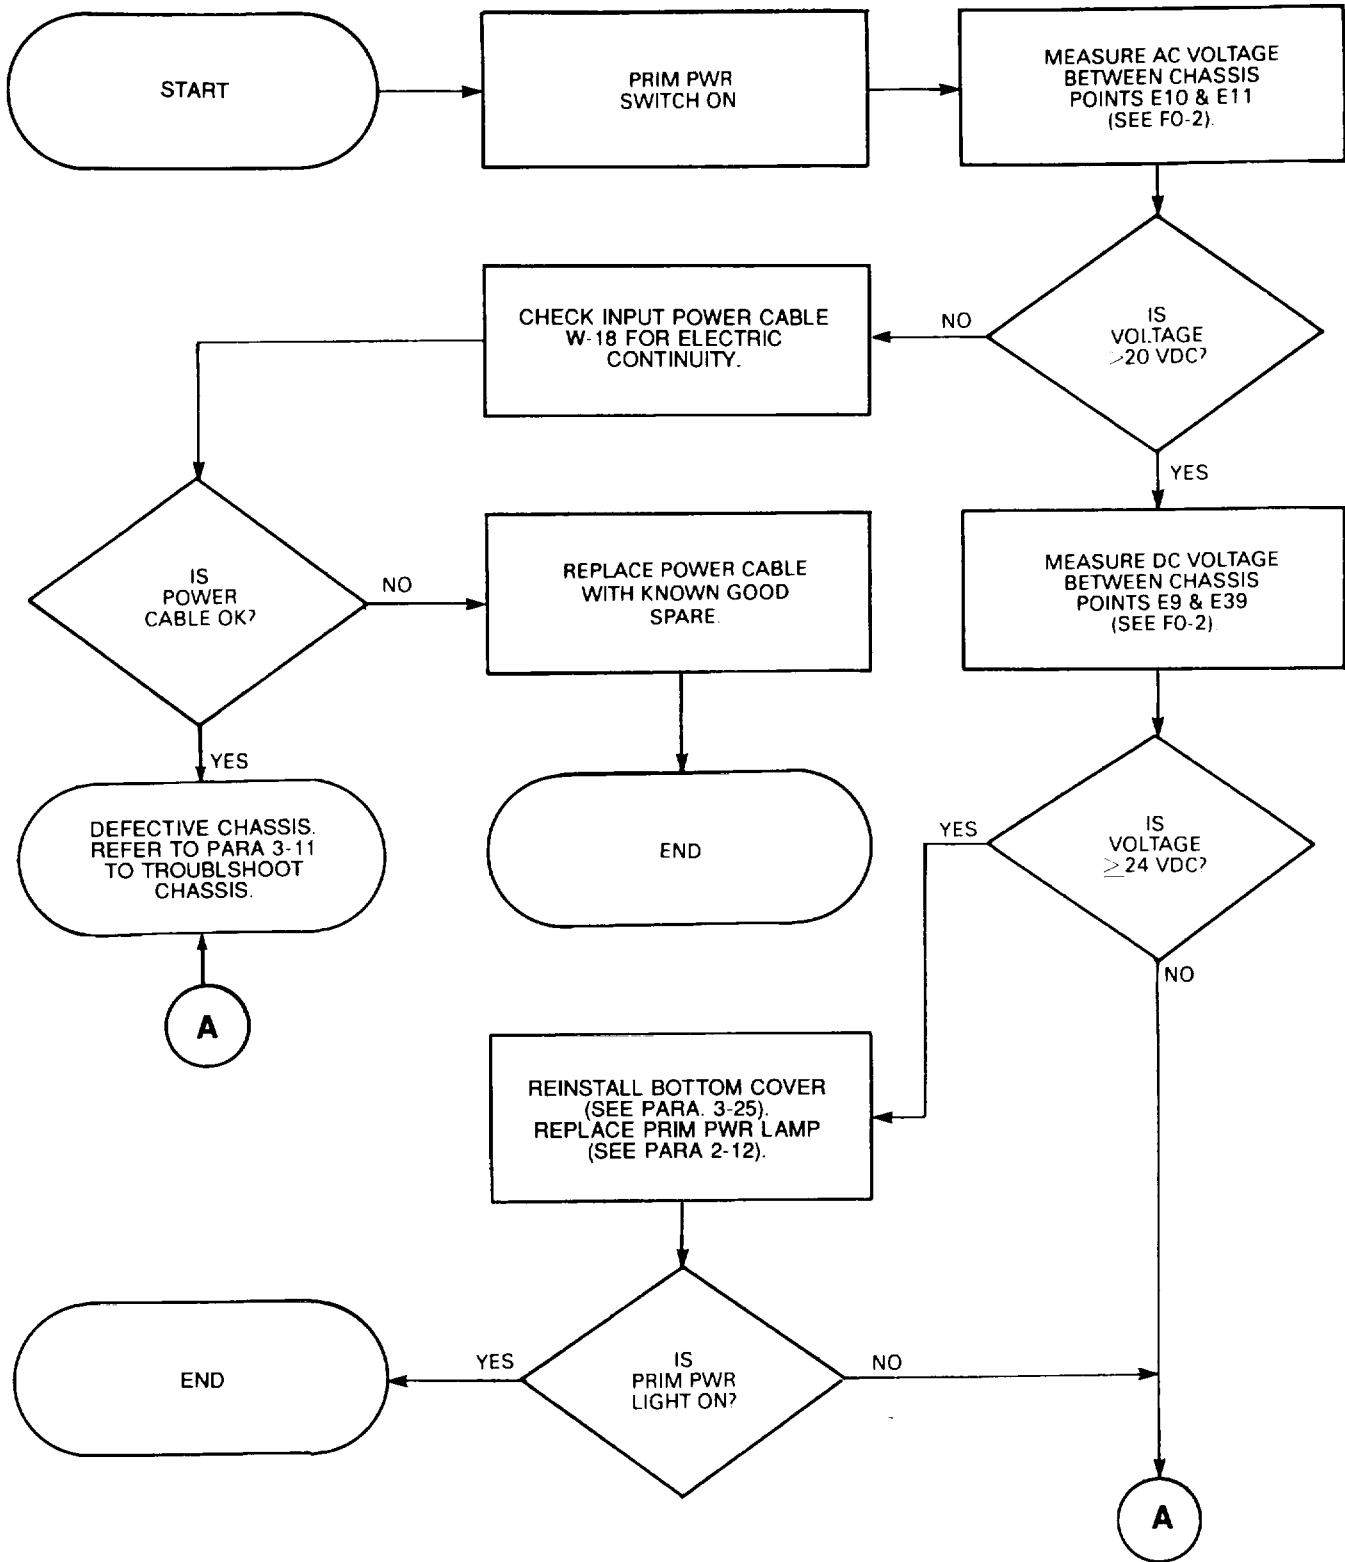 START
PRIM PWR
SWITCH ON
MEASURE AC VOLTAGE
BETWEEN CHASSIS
POINTS E10 & E11
(SEE FO-2).
IS
VOLTAGE
>20 VDC?
NO
YES
CHECK INPUT POWER CABLE
W-18 FOR ELECTRIC
CONTINUITY.
IS
POWER
CABLE OK?
NO
YES
REPLACE POWER CABLE
WITH KNOWN GOOD
SPARE.
END
DEFECTIVE CHASSIS.
REFER TO PARA 3-11
TO TROUBLSHOOT
CHASSIS.
A
MEASURE DC VOLTAGE
BETWEEN CHASSIS
POINTS E9 & E39
(SEE FO-2)
IS
VOLTAGE
≥24 VDC?
YES
NO
REINSTALL BOTTOM COVER
(SEE PARA. 3-25).
REPLACE PRIM PWR LAMP
(SEE PARA 2-12).
IS
PRIM PWR
LIGHT ON?
YES
NO
END
A